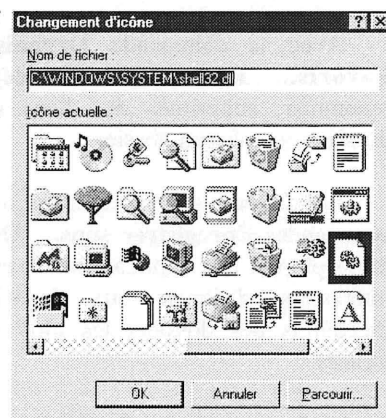 Changement d'icône
Nom de fichier :
C:\WINDOWS\SYSTEM\shell32.dll
Icône actuelle :
OK
Annuler
Parcourir...